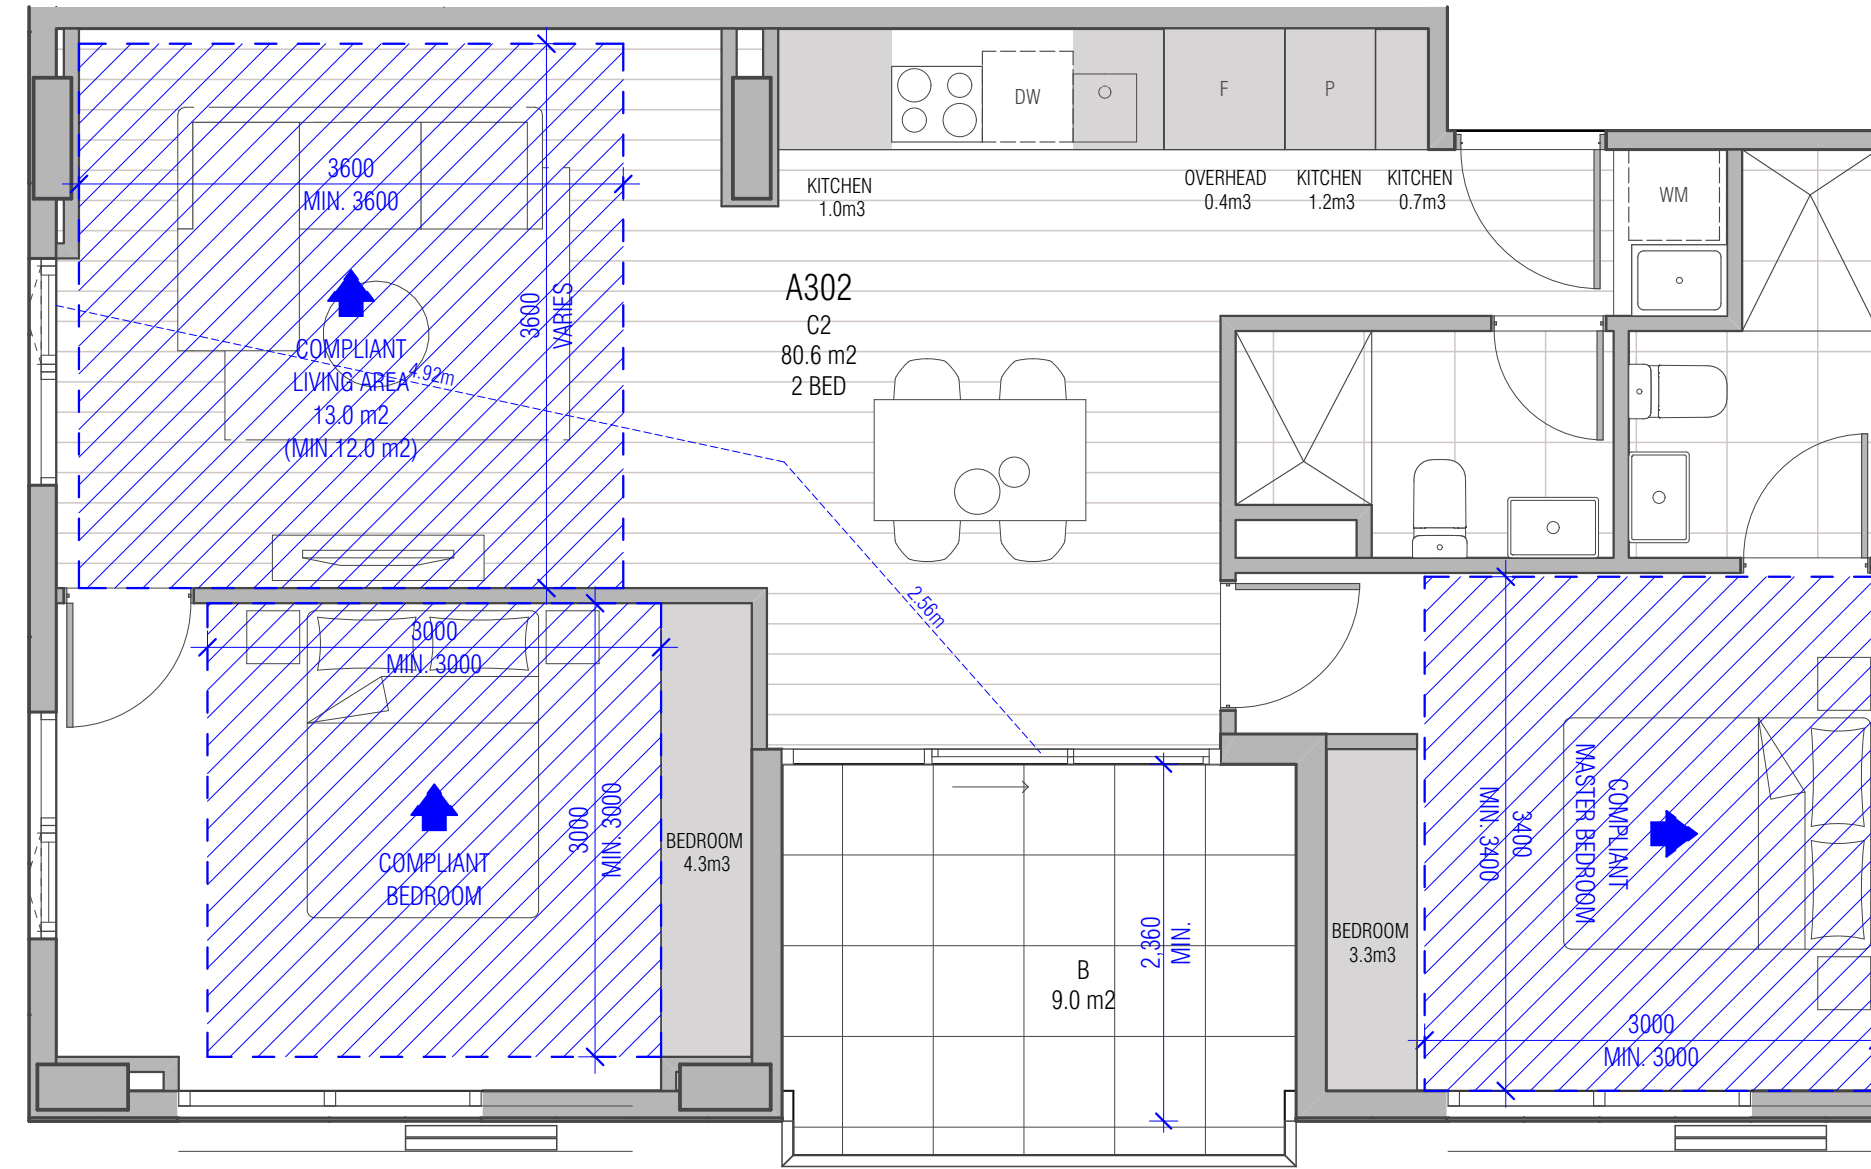 DW
F
P
WM
KITCHEN
1.0m3
OVERHEAD
0.4m3
KITCHEN
1.2m3
KITCHEN
0.7m3
3600
MIN. 3600
3600
VARIES
A302
C2
80.6 m2
2 BED
COMPLIANT
LIVING AREA
13.0 m2
(MIN.12.0 m2)
4.92m
2.56m
3000
MIN. 3000
3000
MIN. 3000
COMPLIANT
BEDROOM
BEDROOM
4.3m3
B
9.0 m2
2,360
MIN.
BEDROOM
3.3m3
3400
MIN. 3400
COMPLIANT
MASTER BEDROOM
3000
MIN. 3000